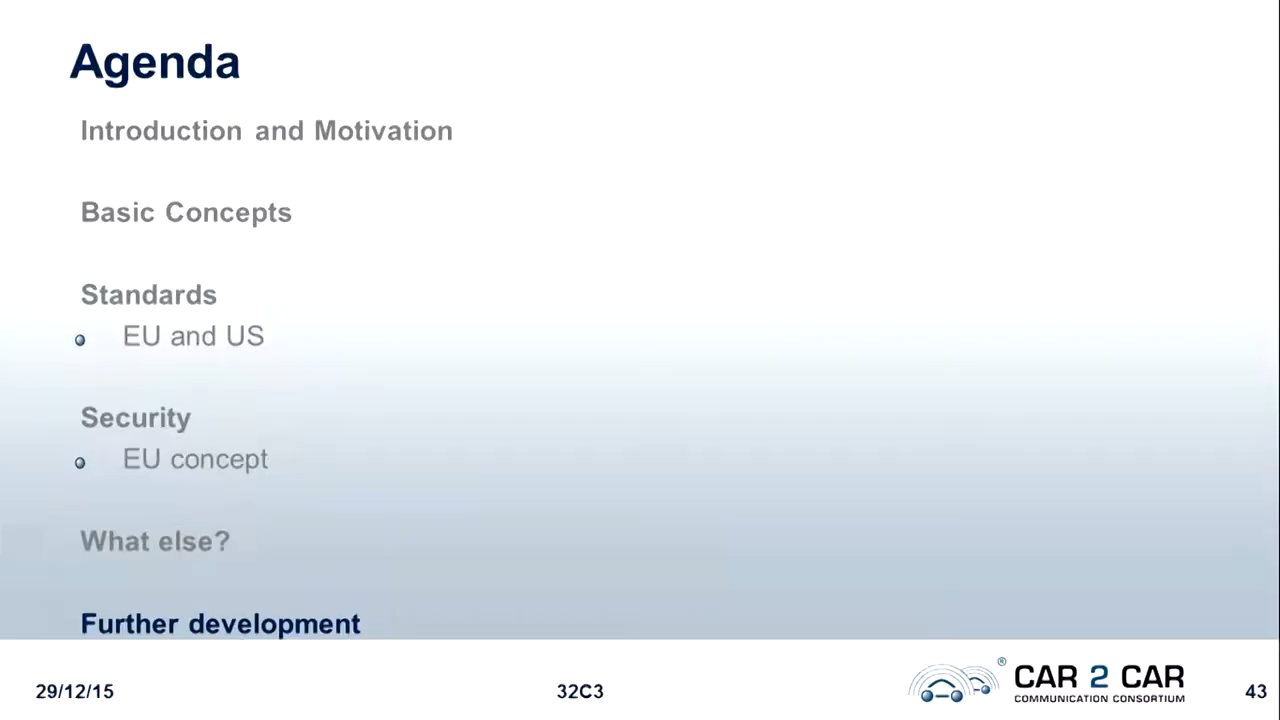 Agenda
Introduction and Motivation
Basic Concepts
Standards
EU and US
Security
EU concept
What else?
Further development
29/12/15
32C3
® CAR 2 CAR
COMMUNICATION CONSORTIUM
43